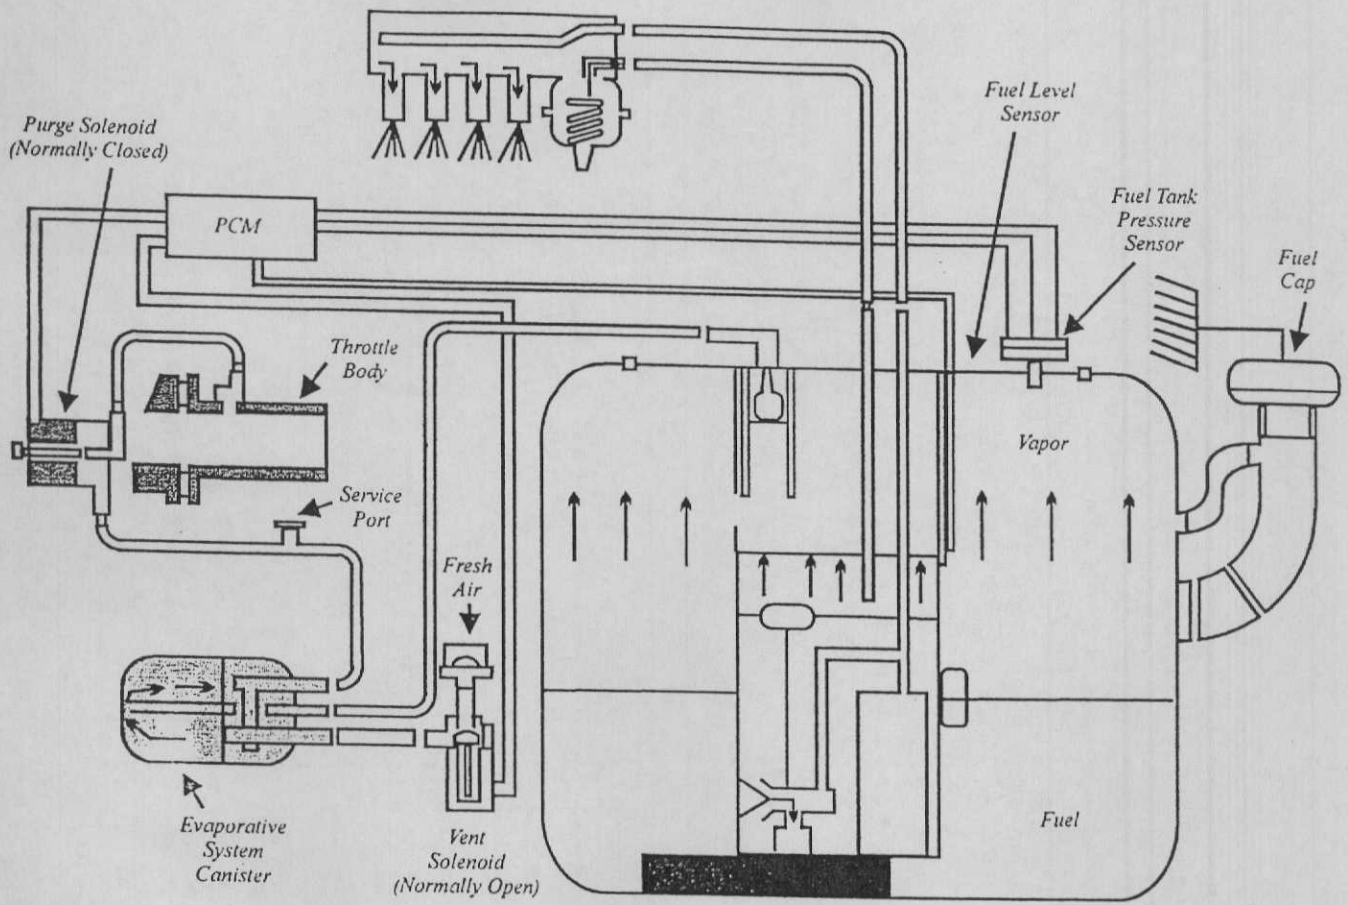 Fuel Level
Sensor
Purge Solenoid
(Normally Closed)
PCM
Fuel Tank
Pressure
Sensor
Fuel
Cap
Throttle
Body
Vapor
Service
Port
Fresh
Air
Evaporative
System
Canister
Vent
Solenoid
(Normally Open)
Fuel